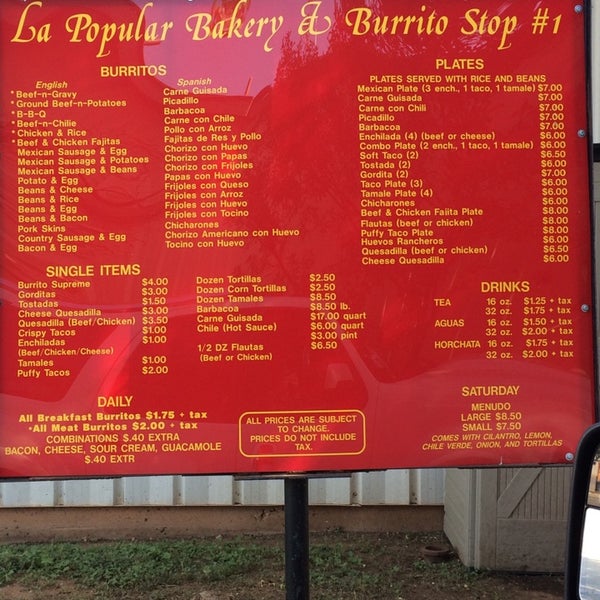 La Popular Bakery & Burrito Stop #1
BURRITOS
English
*Beef-n-Gravy
*Ground Beef-n-Potatoes
*B-B-Q
*Beef-n-Chilie
*Chicken & Rice
*Beef & Chicken Fajitas
Mexican Sausage & Egg
Mexican Sausage & Potatoes
Mexican Sausage & Beans
Potato & Egg
Beans & Cheese
Beans & Rice
Beans & Egg
Beans & Bacon
Pork Skins
Country Sausage & Egg
Bacon & Egg
Spanish
Carne Guisada
Picadillo
Barbacoa
Carne con Chile
Pollo con Arroz
Fajitas de Res y Pollo
Chorizo con Huevo
Chorizo con Papas
Chorizo con Frijoles
Papas con Huevo
Frijoles con Queso
Frijoles con Arroz
Frijoles con Huevo
Frijoles con Tocino
Chicharones
Chorizo Americano con Huevo
Tocino con Huevo
PLATES
PLATES SERVED WITH RICE AND BEANS
Mexican Plate (3 ench., 1 taco, 1 tamale) $7.00
Carne Guisada $7.00
Carne con Chili $7.00
Picadillo $7.00
Barbacoa $7.00
Enchilada (4) (beef or cheese) $6.00
Combo Plate (2 ench., 1 taco, 1 tamale) $6.00
Soft Taco (2) $6.50
Tostada (2) $6.00
Gordita (2) $7.00
Taco Plate (3) $6.00
Tamale Plate (4) $6.00
Chicharones $6.00
Beef & Chicken Fajita Plate $8.00
Flautas (beef or chicken) $8.00
Puffy Taco Plate $8.00
Huevos Rancheros $6.00
Quesadilla (beef or chicken) $6.50
Cheese Quesadilla $6.00
SINGLE ITEMS
Burrito Supreme $4.00
Gorditas $3.00
Tostadas $1.50
Cheese Quesadilla $3.00
Quesadilla (Beef/Chicken) $3.50
Crispy Tacos $1.00
Enchiladas $1.00
(Beef/Chicken/Cheese)
Tamales $1.00
Puffy Tacos $2.00
Dozen Tortillas $2.50
Dozen Corn Tortillas $2.50
Dozen Tamales $8.50
Barbacoa $8.50 lb.
Carne Guisada $17.00 quart
Chile (Hot Sauce) $6.00 quart
$3.00 pint
1/2 DZ Flautas $6.50
(Beef or Chicken)
DRINKS
TEA 16 oz. $1.25 + tax
32 oz. $1.75 + tax
AGUAS 16 oz. $1.50 + tax
32 oz. $2.00 + tax
HORCHATA 16 oz. $1.75 + tax
32 oz. $2.00 + tax
DAILY
All Breakfast Burritos $1.75 + tax
*All Meat Burritos $2.00 + tax
COMBINATIONS $.40 EXTRA
BACON, CHEESE, SOUR CREAM, GUACAMOLE
$.40 EXTR
ALL PRICES ARE SUBJECT
TO CHANGE.
PRICES DO NOT INCLUDE
TAX.
SATURDAY
MENUDO
LARGE $8.50
SMALL $7.50
COMES WITH CILANTRO, LEMON,
CHILE VERDE, ONION, AND TORTILLAS